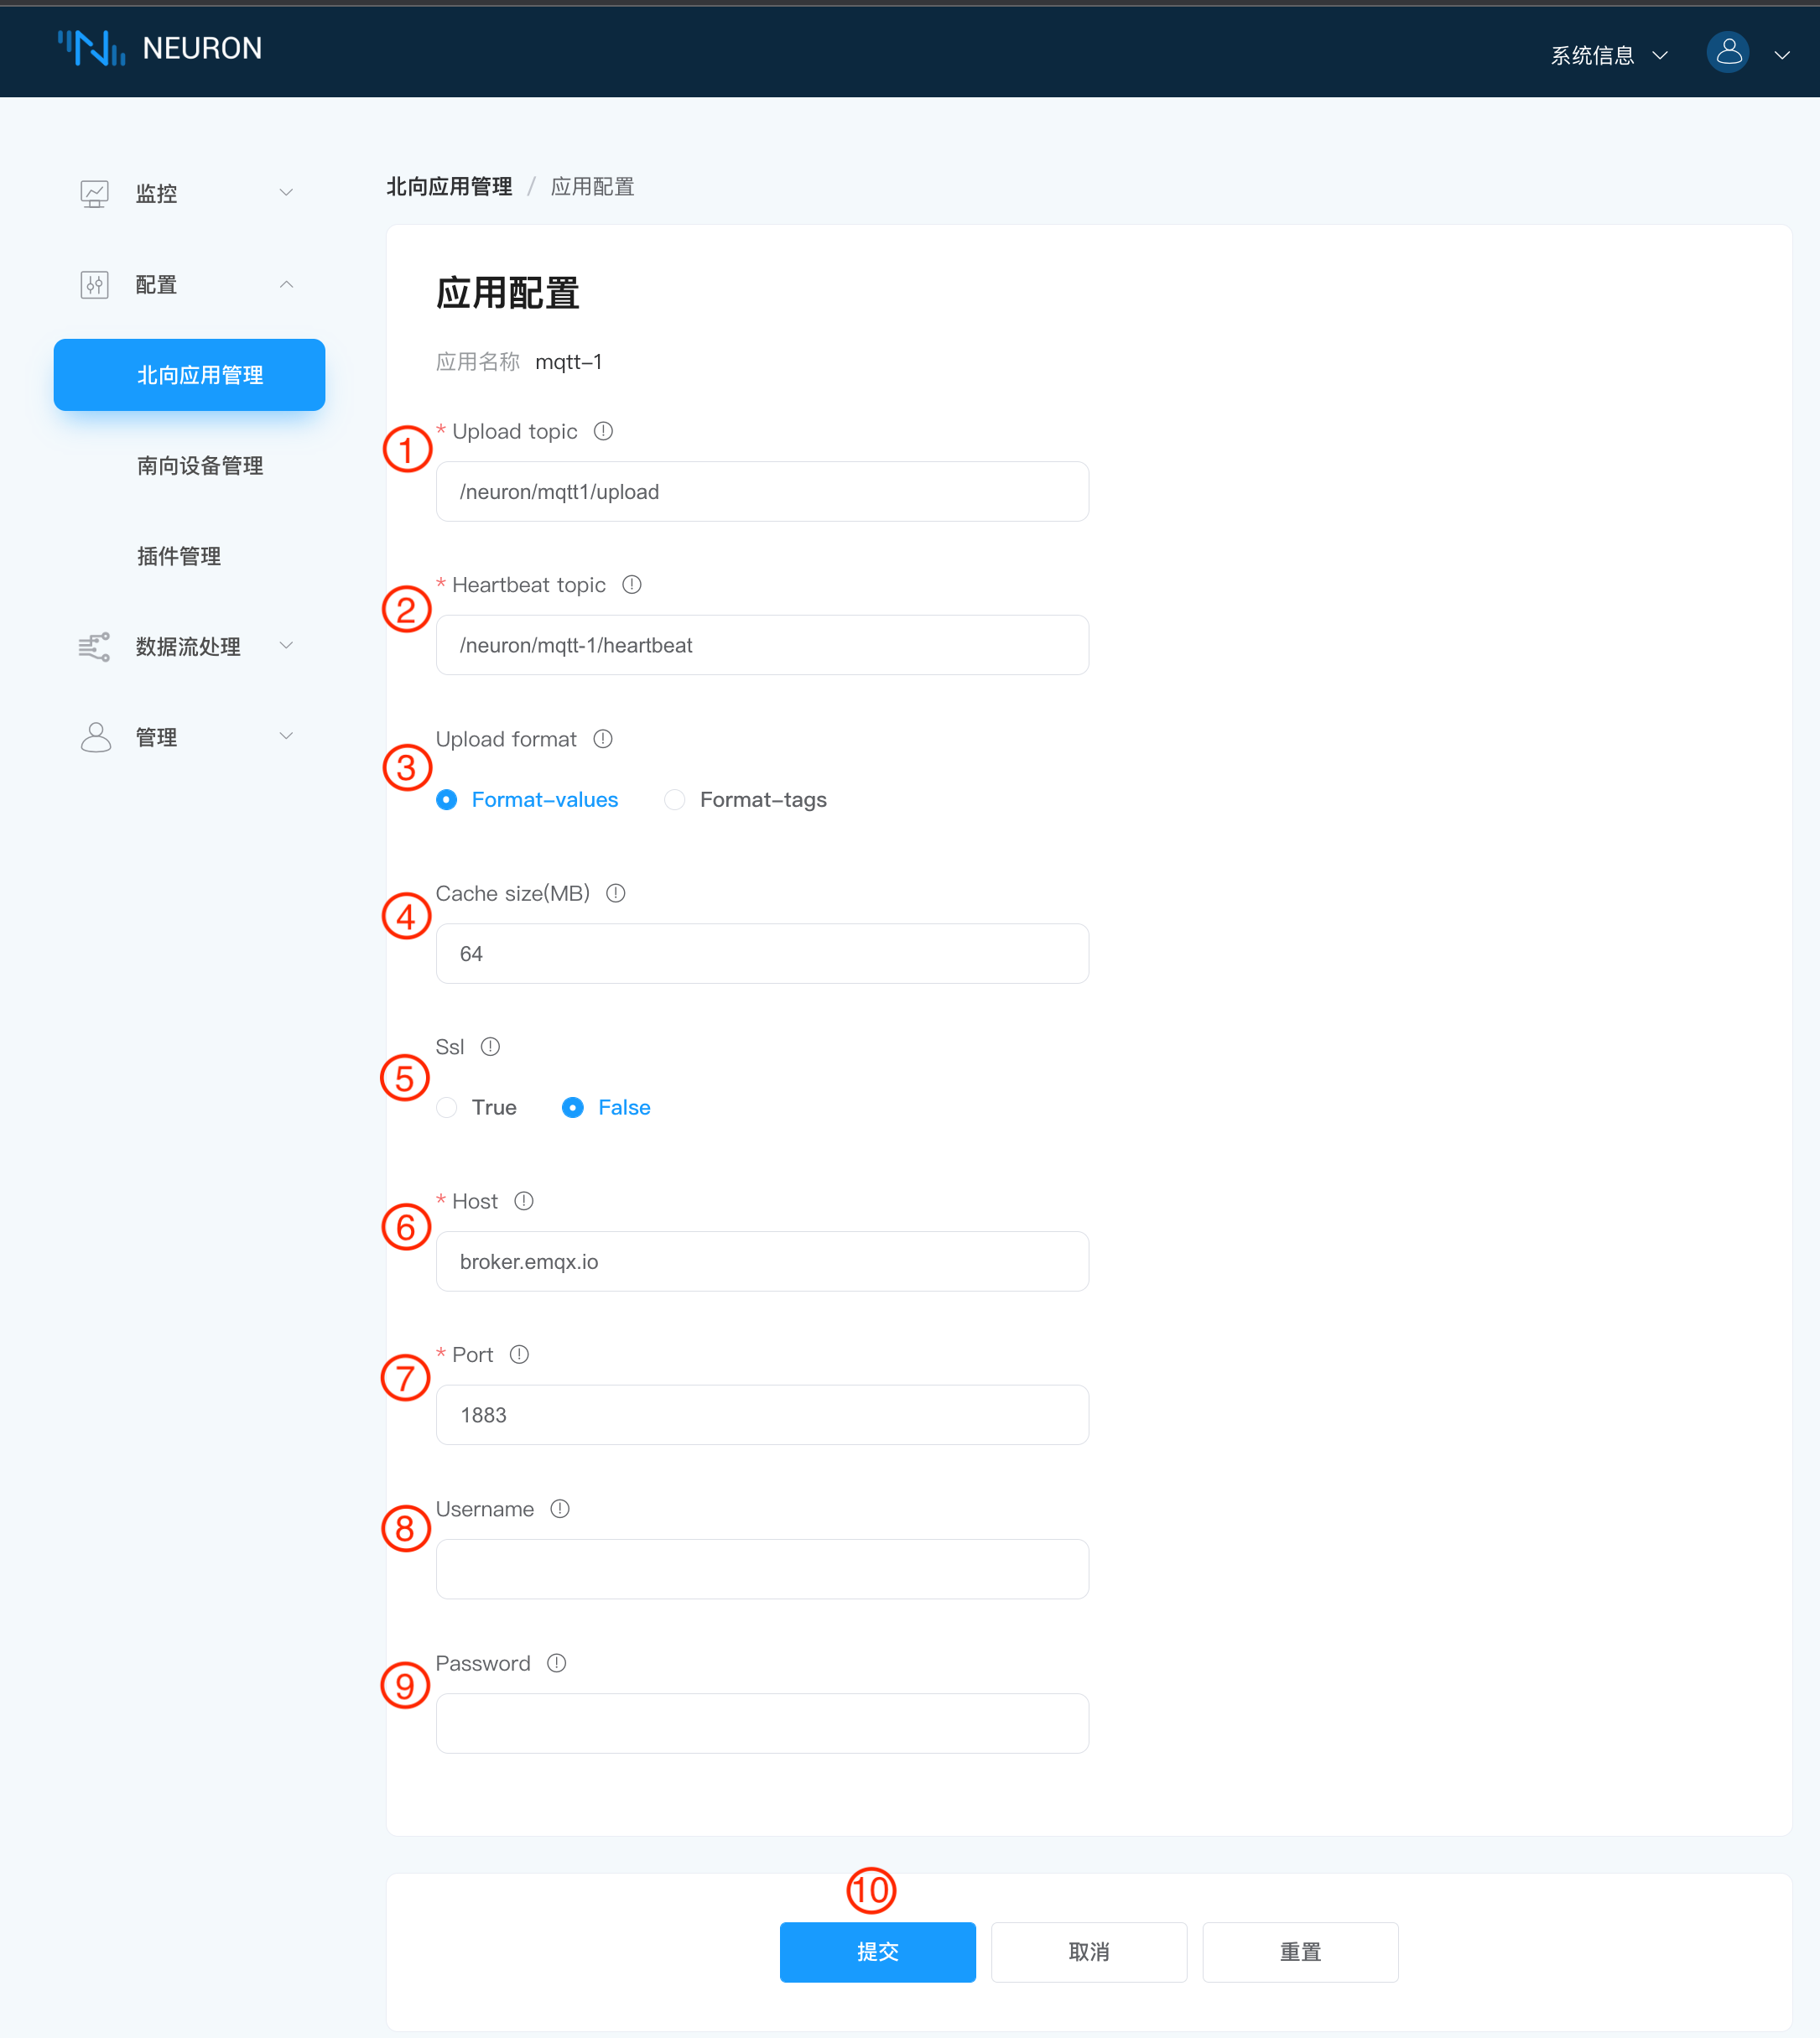 NEURON
系统信息
监控
配置
北向应用管理
南向设备管理
插件管理
数据流处理
管理
北向应用管理 / 应用配置
应用配置
应用名称 mqtt-1
① * Upload topic
/neuron/mqtt1/upload
② * Heartbeat topic
/neuron/mqtt-1/heartbeat
③ Upload format
Format-values Format-tags
④ Cache size(MB)
64
⑤ Ssl
True False
⑥ * Host
broker.emqx.io
⑦ * Port
1883
⑧ Username
⑨ Password
⑩
提交 取消 重置